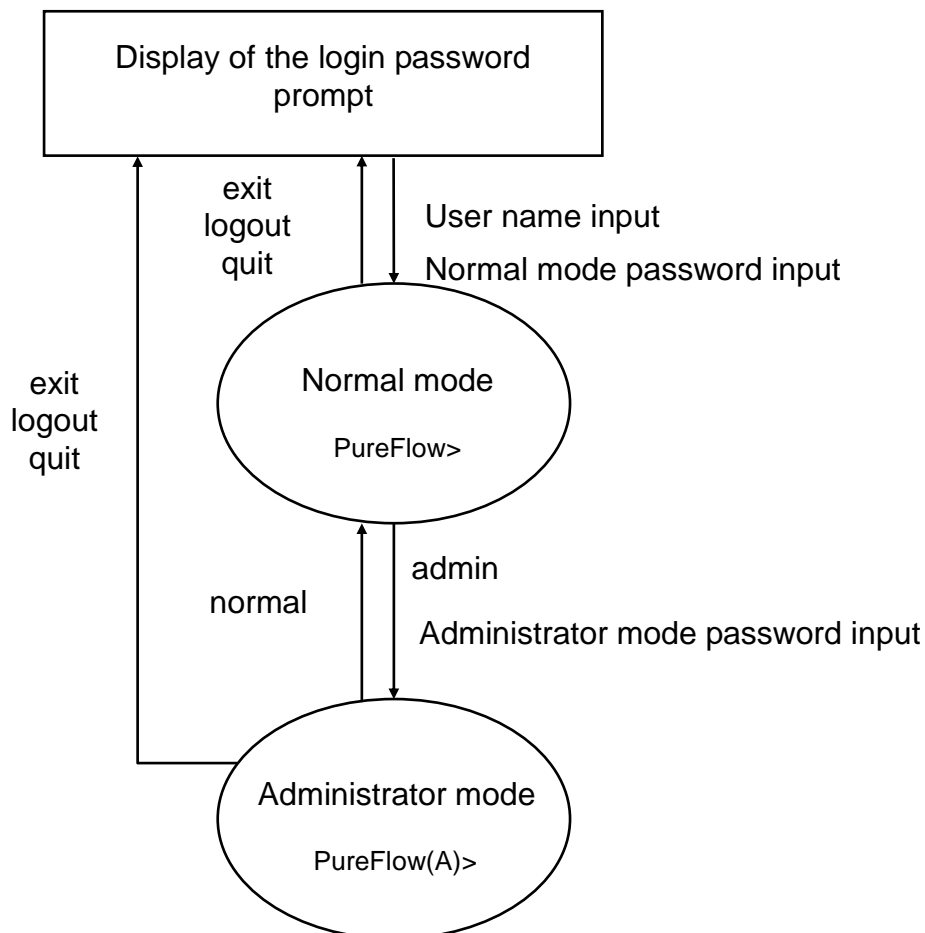 Display of the login password
prompt
exit
logout
quit
User name input
Normal mode password input
Normal mode
PureFlow>
exit
logout
quit
normal
admin
Administrator mode password input
Administrator mode
PureFlow(A)>